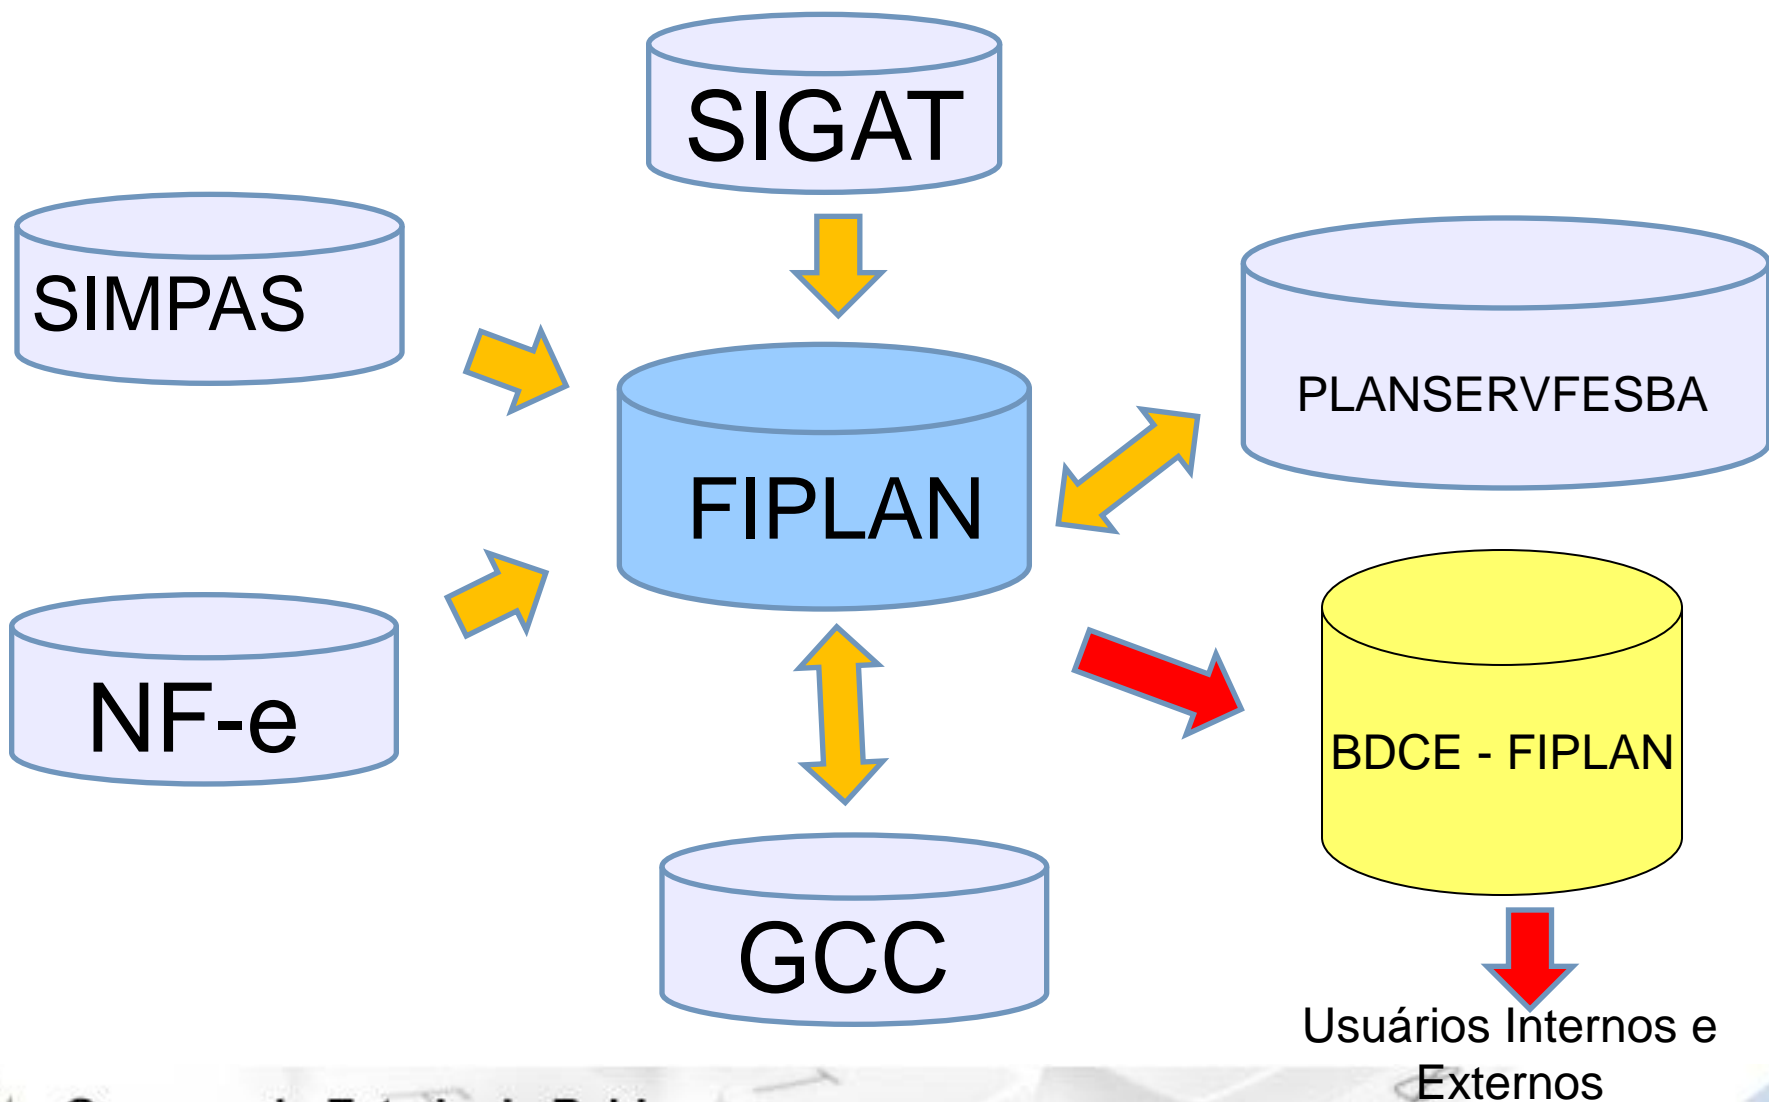 SIGAT
SIMPAS
PLANSERVFESBA
FIPLAN
NF-e
BDCE - FIPLAN
GCC
Usuários Internos e
Externos